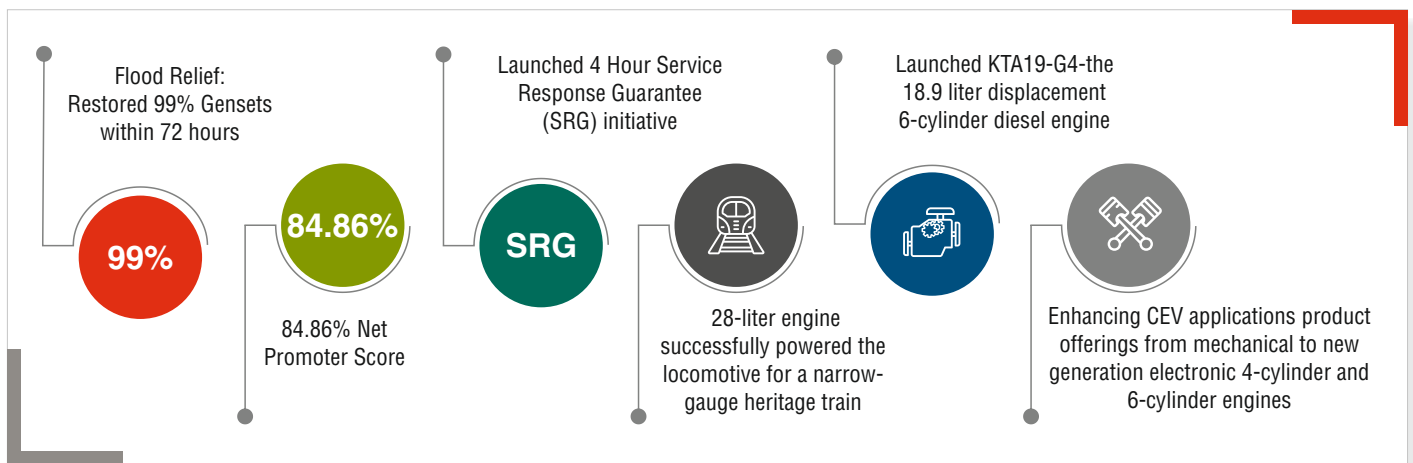 Flood Relief:
Restored 99% Gensets
within 72 hours
99%
84.86%
84.86% Net
Promoter Score
Launched 4 Hour Service
Response Guarantee
(SRG) initiative
SRG
28-liter engine
successfully powered the
locomotive for a narrow-
gauge heritage train
Launched KTA19-G4-the
18.9 liter displacement
6-cylinder diesel engine
Enhancing CEV applications product
offerings from mechanical to new
generation electronic 4-cylinder and
6-cylinder engines